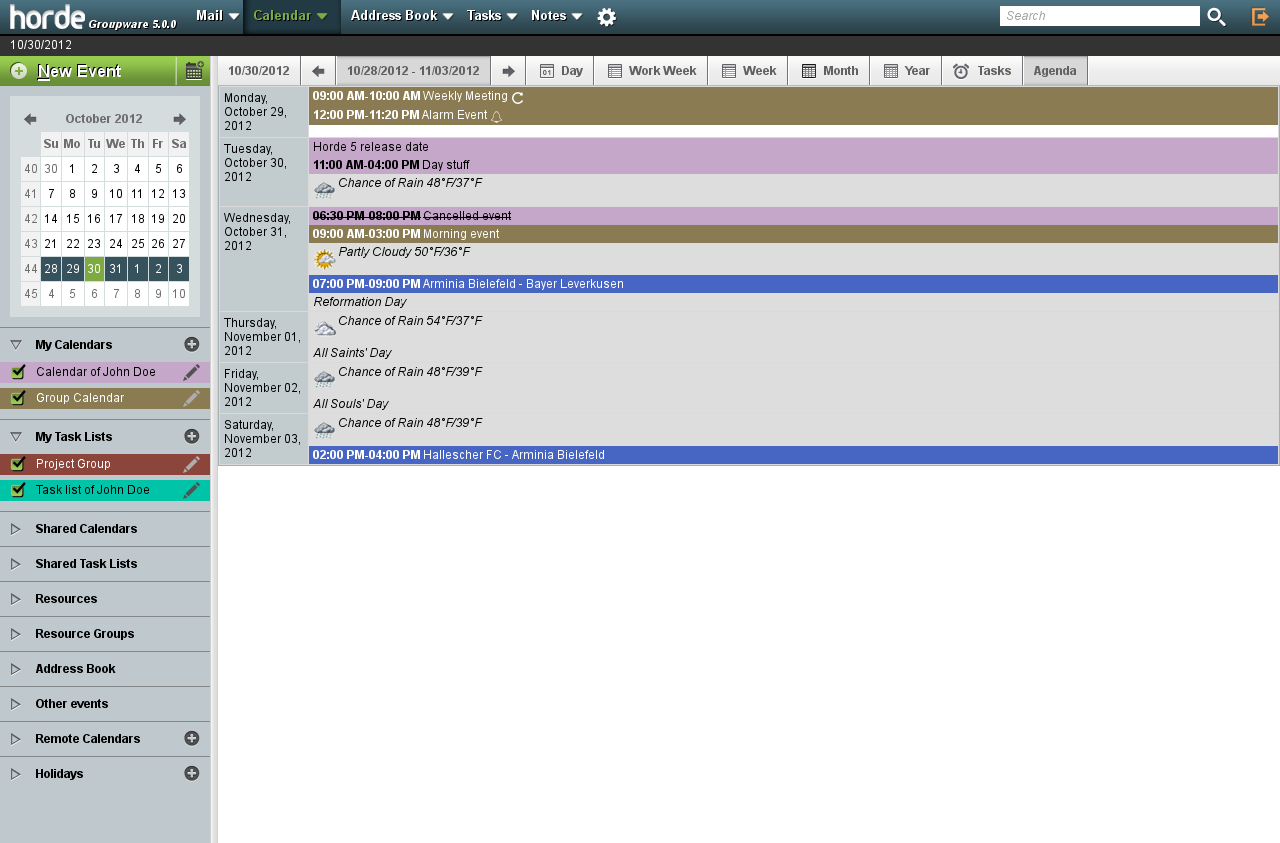 horde Groupware 5.0.0 Mail Calendar Address Book Tasks Notes Search
10/30/2012
New Event
10/30/2012 10/28/2012 - 11/03/2012 01 Day Work Week Week Month Year Tasks Agenda
October 2012
Su Mo Tu We Th Fr Sa
40 30 1 2 3 4 5 6
41 7 8 9 10 11 12 13
42 14 15 16 17 18 19 20
43 21 22 23 24 25 26 27
44 28 29 30 31 1 2 3
45 4 5 6 7 8 9 10
My Calendars
Calendar of John Doe
Group Calendar
My Task Lists
Project Group
Task list of John Doe
Shared Calendars
Shared Task Lists
Resources
Resource Groups
Address Book
Other events
Remote Calendars
Holidays
Monday,
October 29,
2012
09:00 AM-10:00 AM Weekly Meeting
12:00 PM-11:20 PM Alarm Event
Tuesday,
October 30,
2012
Horde 5 release date
11:00 AM-04:00 PM Day stuff
Chance of Rain 48°F/37°F
Wednesday,
October 31,
2012
06:30 PM-08:00 PM Cancelled event
09:00 AM-03:00 PM Morning event
Partly Cloudy 50°F/36°F
07:00 PM-09:00 PM Arminia Bielefeld - Bayer Leverkusen
Reformation Day
Thursday,
November 01,
2012
Chance of Rain 54°F/37°F
All Saints' Day
Friday,
November 02,
2012
Chance of Rain 48°F/39°F
All Souls' Day
Saturday,
November 03,
2012
Chance of Rain 48°F/39°F
02:00 PM-04:00 PM Hallescher FC - Arminia Bielefeld